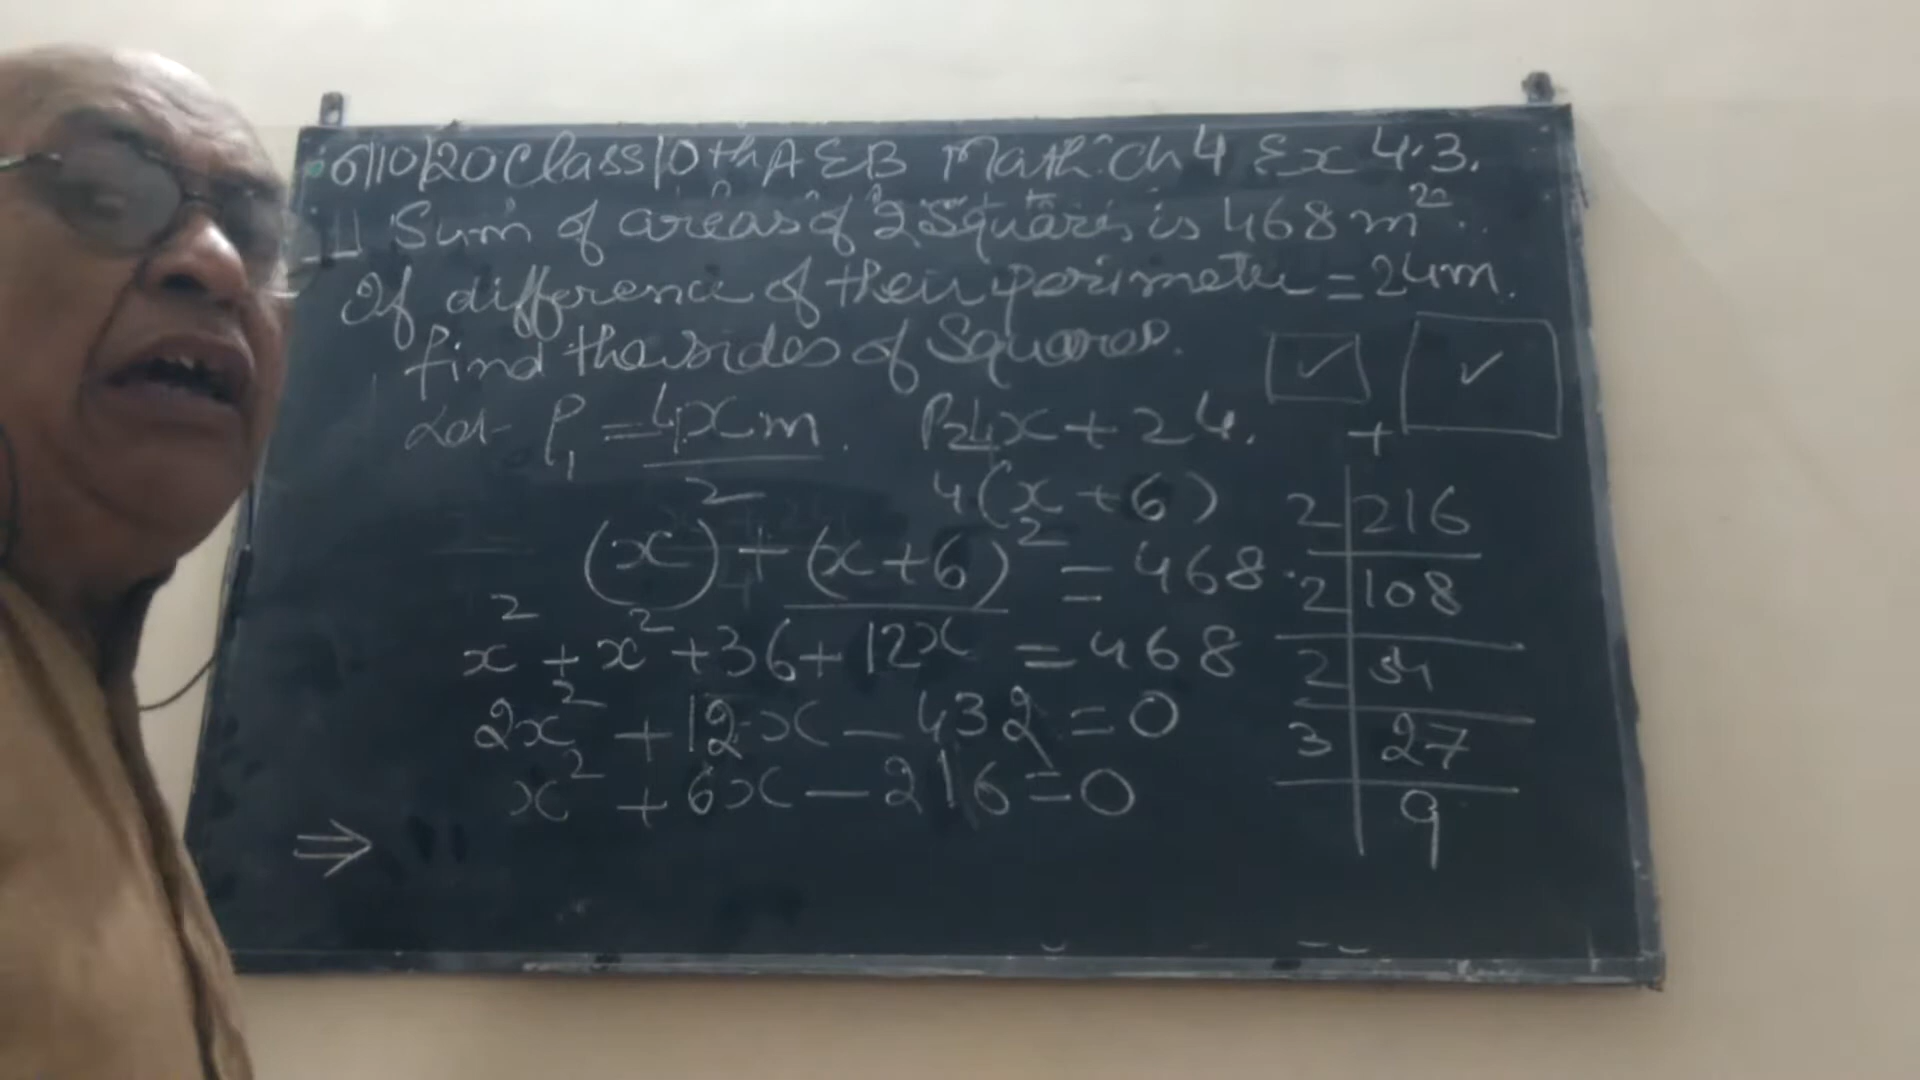 6/10/20 Class 10th A & B Math. Ch 4 Ex 4.3.
Sum of areas of 2 Squares is 468 m².
If difference of their perimeter = 24m.
find the sides of Squares.
Let P₁ = 4x m. P2 4x + 24.
4(x + 6)
(x)² + (x+6)² = 468.
x² + x² + 36 + 12x = 468
2x² + 12x − 432 = 0
x² + 6x − 216 = 0
⇒
+
2 | 216
2 | 108
2 | 54
3 | 27
9